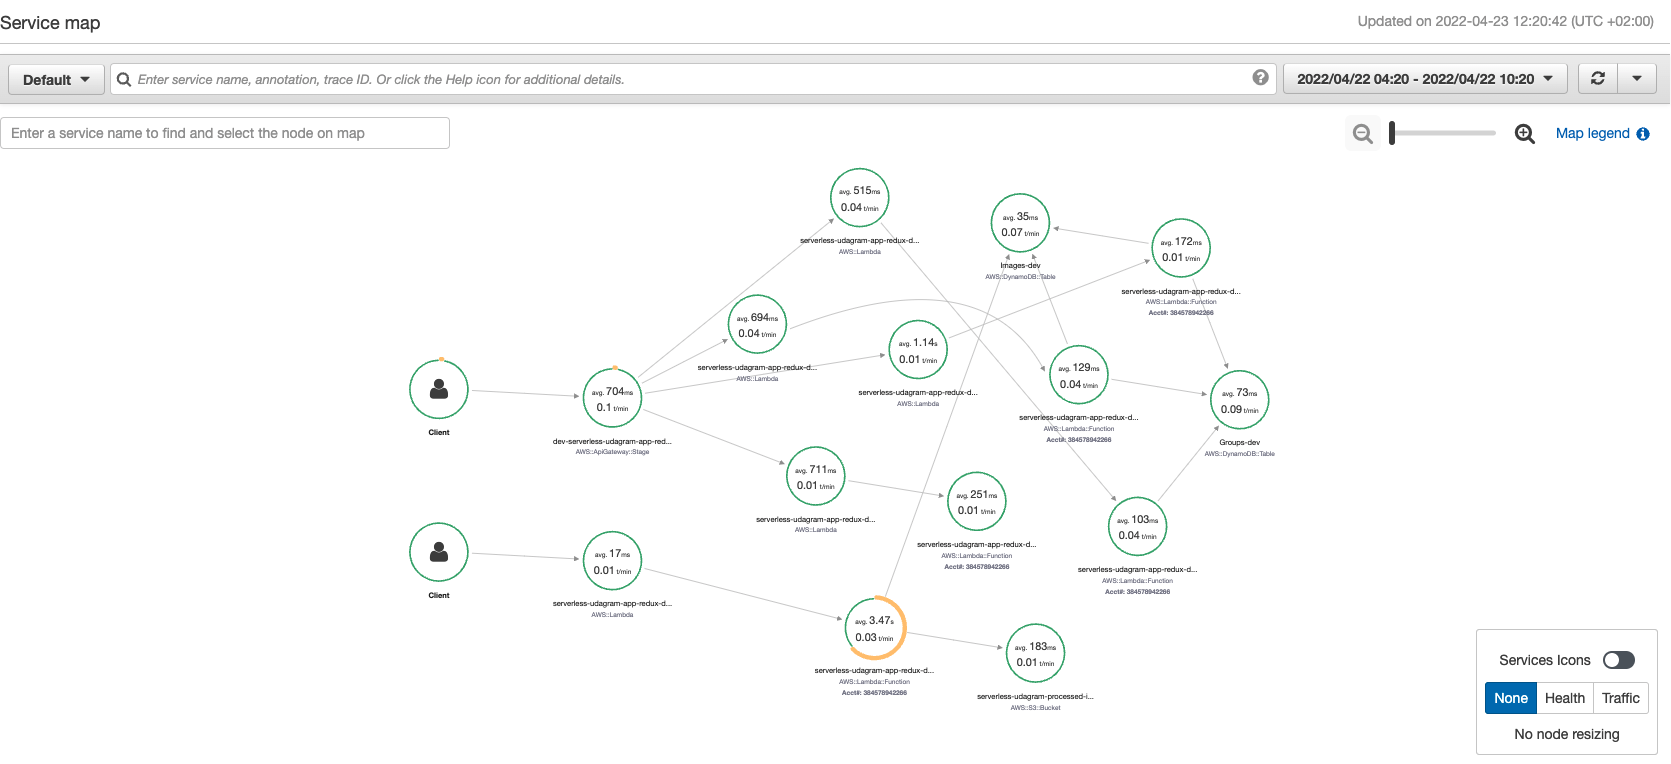 Service map
Updated on 2022-04-23 12:20:42 (UTC +02:00)
Default
Enter service name, annotation, trace ID. Or click the Help icon for additional details.
2022/04/22 04:20 - 2022/04/22 10:20
Enter a service name to find and select the node on map
Map legend
avg. 515ms
0.04 t/min
serverless-udagram-app-redux-d...
AWS::Lambda
avg. 35ms
0.07 t/min
Images-dev
AWS::DynamoDB::Table
avg. 172ms
0.01 t/min
serverless-udagram-app-redux-d...
AWS::Lambda::Function
Acct#: 384578942266
avg. 694ms
0.04 t/min
serverless-udagram-app-redux-d...
AWS::Lambda
avg. 1.14s
0.01 t/min
serverless-udagram-app-redux-d...
AWS::Lambda
avg. 129ms
0.04 t/min
serverless-udagram-app-redux-d...
AWS::Lambda::Function
Acct#: 384578942266
Client
avg. 704ms
0.1 t/min
dev-serverless-udagram-app-red...
AWS::ApiGateway::Stage
avg. 73ms
0.09 t/min
Groups-dev
AWS::DynamoDB::Table
avg. 711ms
0.01 t/min
serverless-udagram-app-redux-d...
AWS::Lambda
avg. 251ms
0.01 t/min
serverless-udagram-app-redux-d...
AWS::Lambda::Function
Acct#: 384578942266
avg. 103ms
0.04 t/min
serverless-udagram-app-redux-d...
AWS::Lambda::Function
Acct#: 384578942266
Client
avg. 17ms
0.01 t/min
serverless-udagram-app-redux-d...
AWS::Lambda
avg. 3.47s
0.03 t/min
serverless-udagram-app-redux-d...
AWS::Lambda::Function
Acct#: 384578942266
avg. 183ms
0.01 t/min
serverless-udagram-processed-i...
AWS::S3::Bucket
Services Icons
None Health Traffic
No node resizing